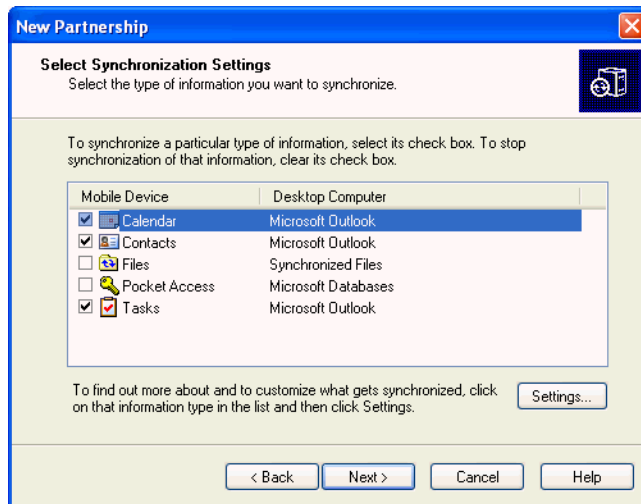 New Partnership
Select Synchronization Settings
Select the type of information you want to synchronize.
To synchronize a particular type of information, select its check box. To stop
synchronization of that information, clear its check box.
Mobile Device Desktop Computer
Calendar Microsoft Outlook
Contacts Microsoft Outlook
Files Synchronized Files
Pocket Access Microsoft Databases
Tasks Microsoft Outlook
To find out more about and to customize what gets synchronized, click
on that information type in the list and then click Settings.
Settings...
< Back Next > Cancel Help